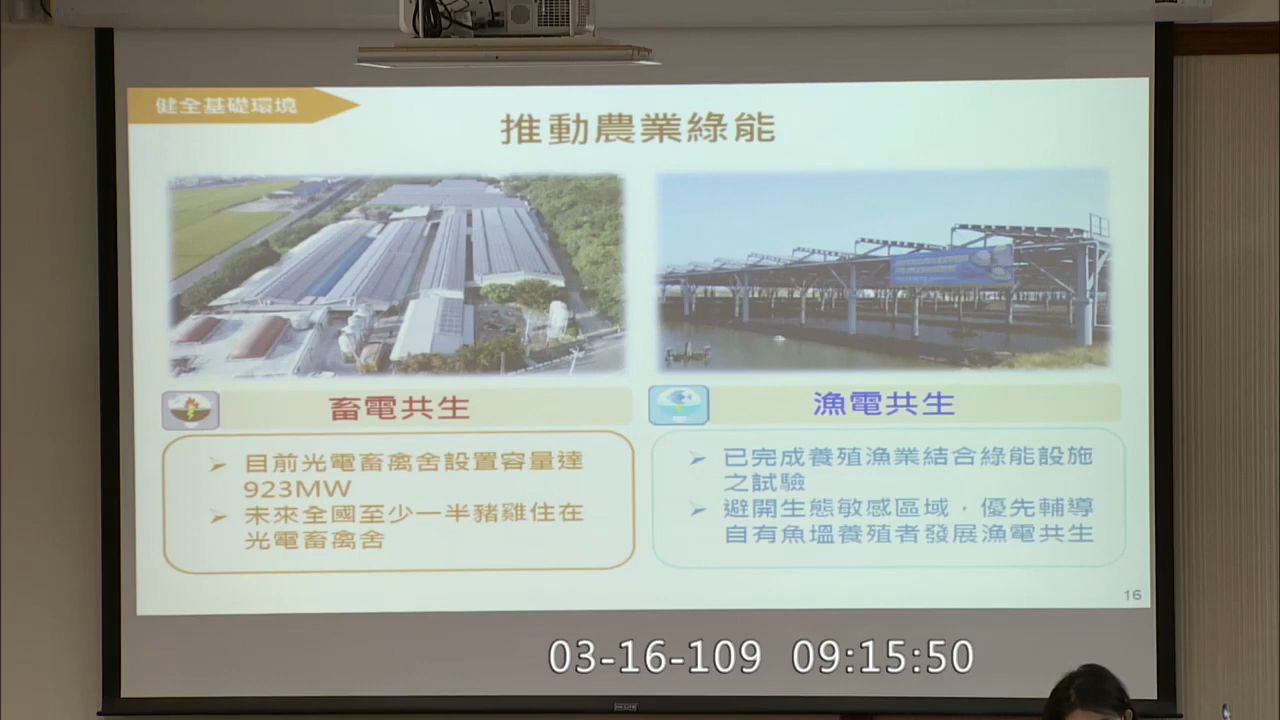 健全基礎環境
推動農業綠能
畜電共生
目前光電畜禽舍設置容量達
923MW
未來全國至少一半豬雞住在
光電畜禽舍
漁電共生
已完成養殖漁業結合綠能設施
之試驗
避開生態敏感區域，優先輔導
自有魚塭養殖者發展漁電共生
16
03-16-109 09:15:50